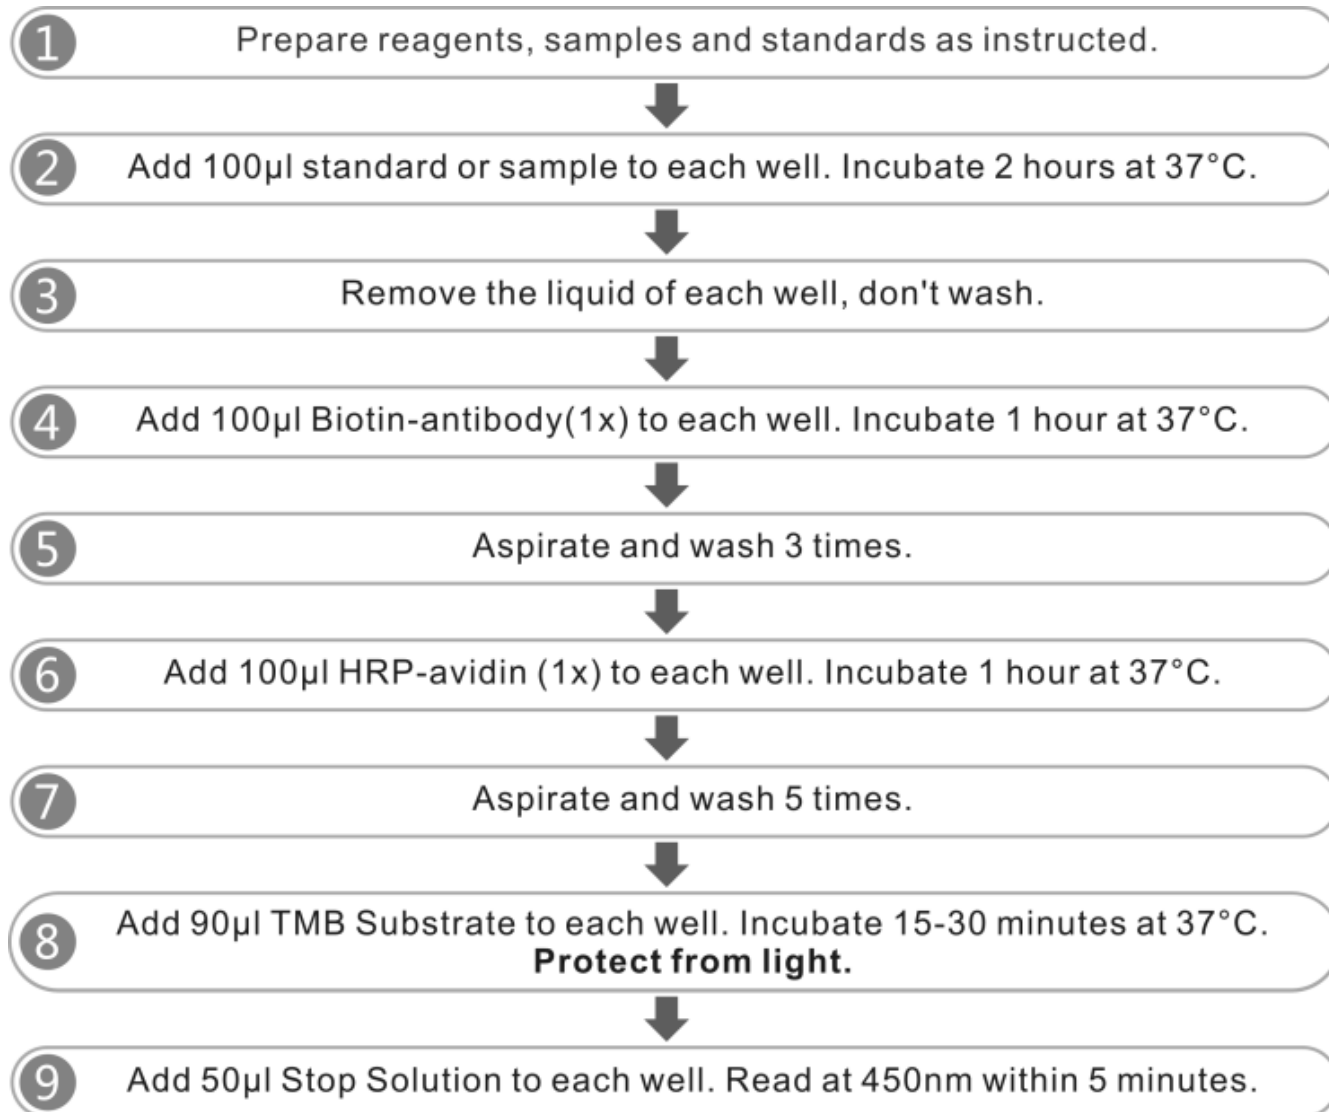 1 Prepare reagents, samples and standards as instructed.
2 Add 100µl standard or sample to each well. Incubate 2 hours at 37°C.
3 Remove the liquid of each well, don't wash.
4 Add 100µl Biotin-antibody(1x) to each well. Incubate 1 hour at 37°C.
5 Aspirate and wash 3 times.
6 Add 100µl HRP-avidin (1x) to each well. Incubate 1 hour at 37°C.
7 Aspirate and wash 5 times.
8 Add 90µl TMB Substrate to each well. Incubate 15-30 minutes at 37°C.
Protect from light.
9 Add 50µl Stop Solution to each well. Read at 450nm within 5 minutes.